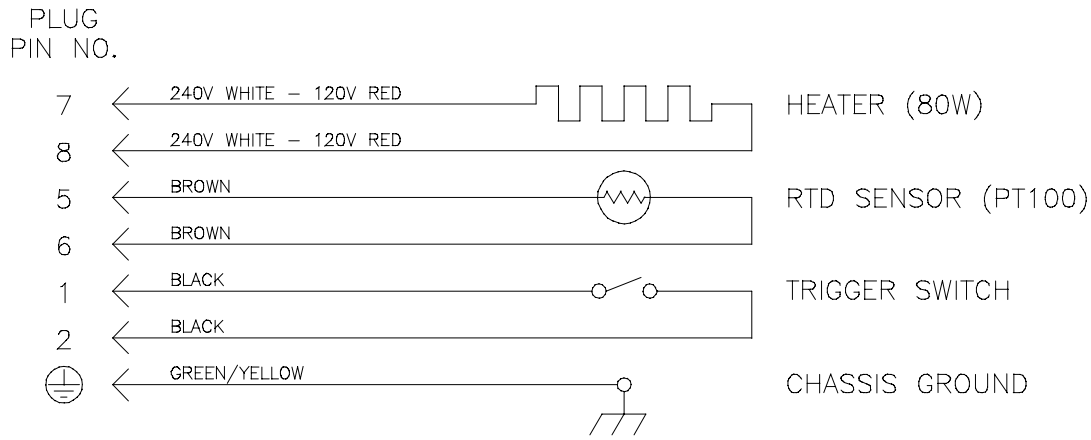 PLUG
PIN NO.
7 240V WHITE – 120V RED HEATER (80W)
8 240V WHITE – 120V RED
5 BROWN RTD SENSOR (PT100)
6 BROWN
1 BLACK TRIGGER SWITCH
2 BLACK
GREEN/YELLOW CHASSIS GROUND